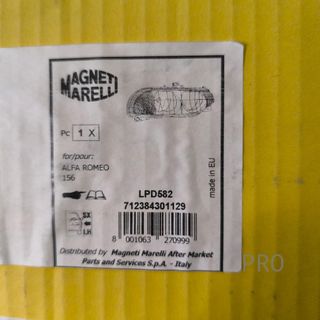 MAGNETI
MARELLI
Pc 1 X
for/pour:
ALFA ROMEO
156
made in EU
SX
LH
LPD582
712384301129
8 001063 270999
Distributed by Magneti Marelli After Market
Parts and Services S.p.A. - Italy
PRO